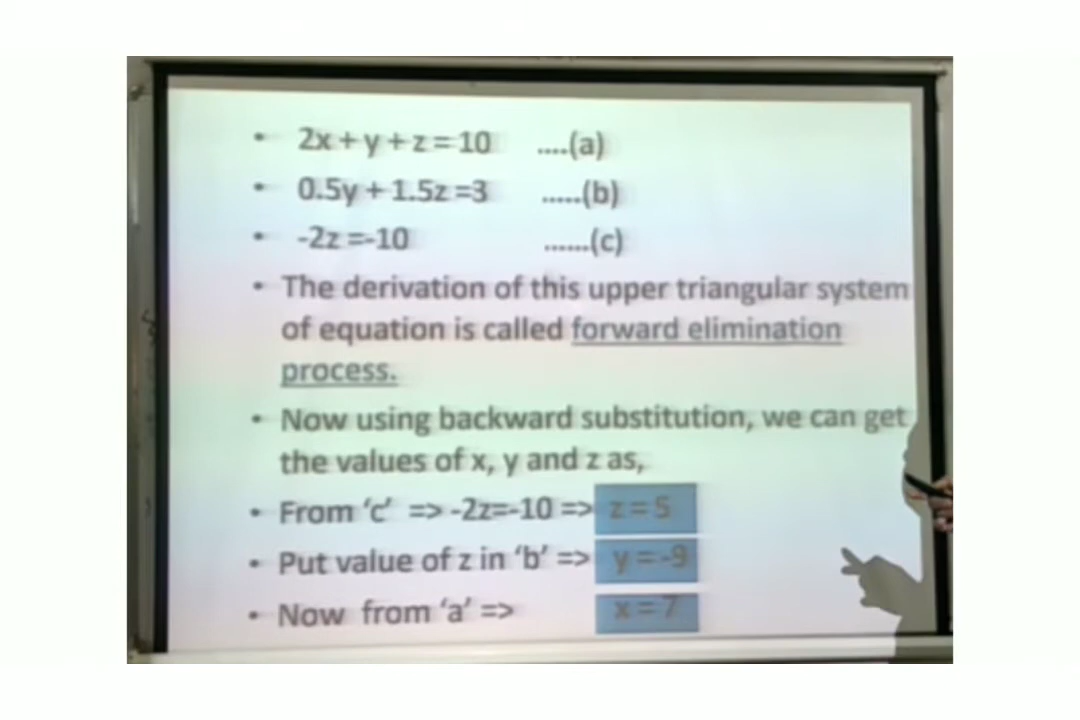 • 2x + y + z = 10 ....(a)
• 0.5y + 1.5z =3 .....(b)
• -2z =-10 ......(c)
• The derivation of this upper triangular system
of equation is called forward elimination
process.
• Now using backward substitution, we can get
the values of x, y and z as,
• From ‘c’ => -2z=-10 => z = 5
• Put value of z in ‘b’ => y = -9
• Now from ‘a’ => x = 7